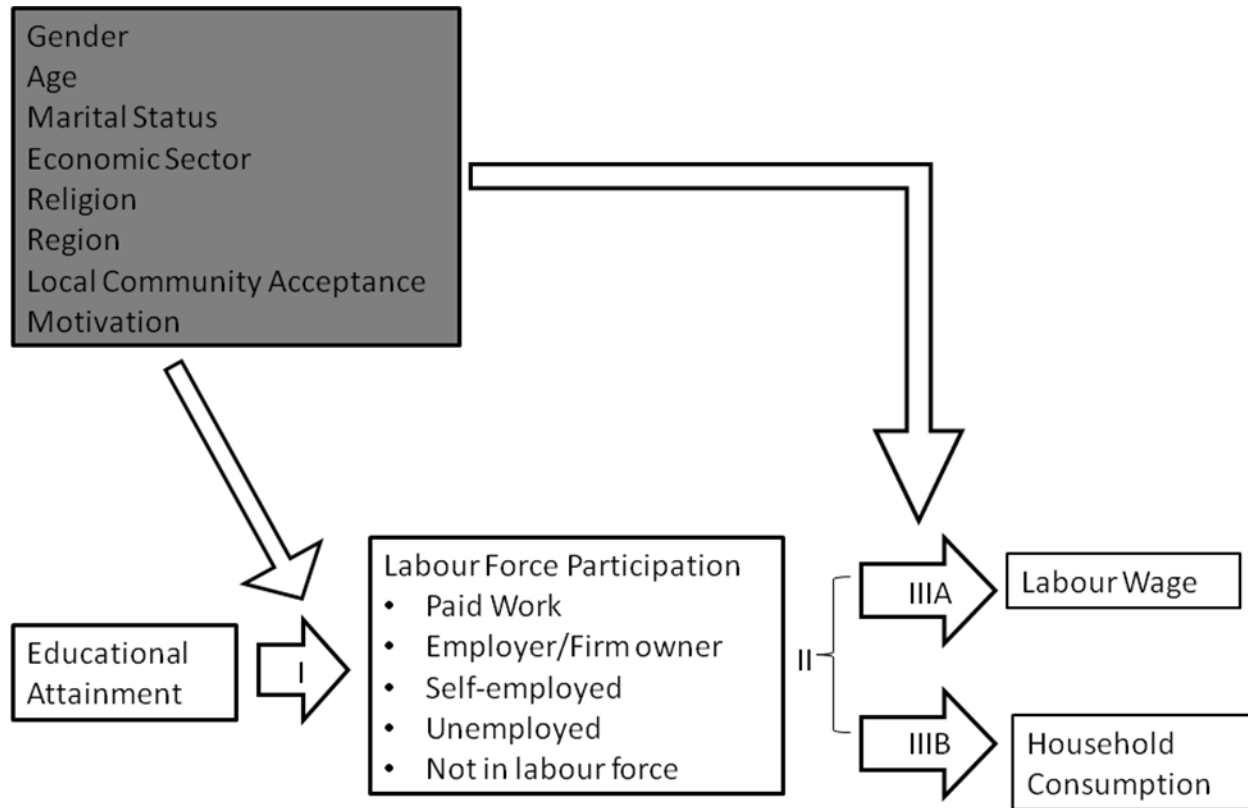 Gender
Age
Marital Status
Economic Sector
Religion
Region
Local Community Acceptance
Motivation
Educational
Attainment
I
Labour Force Participation
• Paid Work
• Employer/Firm owner
• Self-employed
• Unemployed
• Not in labour force
II
IIIA
Labour Wage
IIIB
Household
Consumption